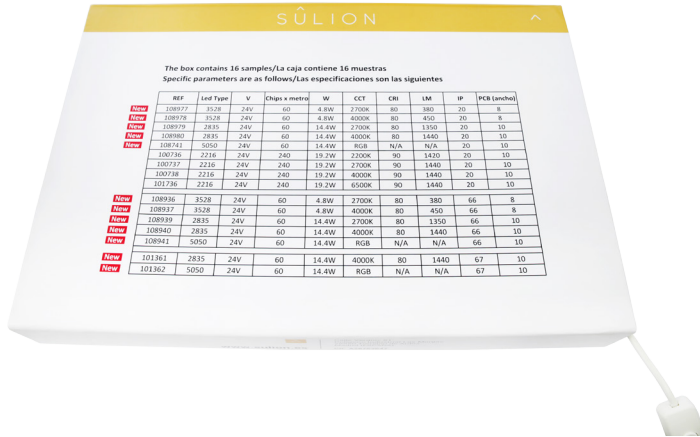 SÛLION
The box contains 16 samples/La caja contiene 16 muestras
Specific parameters are as follows/Las especificaciones son las siguientes
REF Led Type V Chips x metro W CCT CRI LM IP PCB (ancho)
New 108977 3528 24V 60 4.8W 2700K 80 380 20 8
New 108978 3528 24V 60 4.8W 4000K 80 450 20 8
New 108979 2835 24V 60 14.4W 2700K 80 1350 20 10
New 108980 2835 24V 60 14.4W 4000K 80 1440 20 10
New 108741 5050 24V 60 14.4W RGB N/A N/A 20 10
100736 2216 24V 240 19.2W 2200K 90 1420 20 10
100737 2216 24V 240 19.2W 2700K 90 1440 20 10
100738 2216 24V 240 19.2W 4000K 90 1440 20 10
101736 2216 24V 240 19.2W 6500K 90 1440 20 10
New 108936 3528 24V 60 4.8W 2700K 80 380 66 8
New 108937 3528 24V 60 4.8W 4000K 80 450 66 8
New 108939 2835 24V 60 14.4W 2700K 80 1350 66 10
New 108940 2835 24V 60 14.4W 4000K 80 1440 66 10
New 108941 5050 24V 60 14.4W RGB N/A N/A 66 10
New 101361 2835 24V 60 14.4W 4000K 80 1440 67 10
New 101362 5050 24V 60 14.4W RGB N/A N/A 67 10